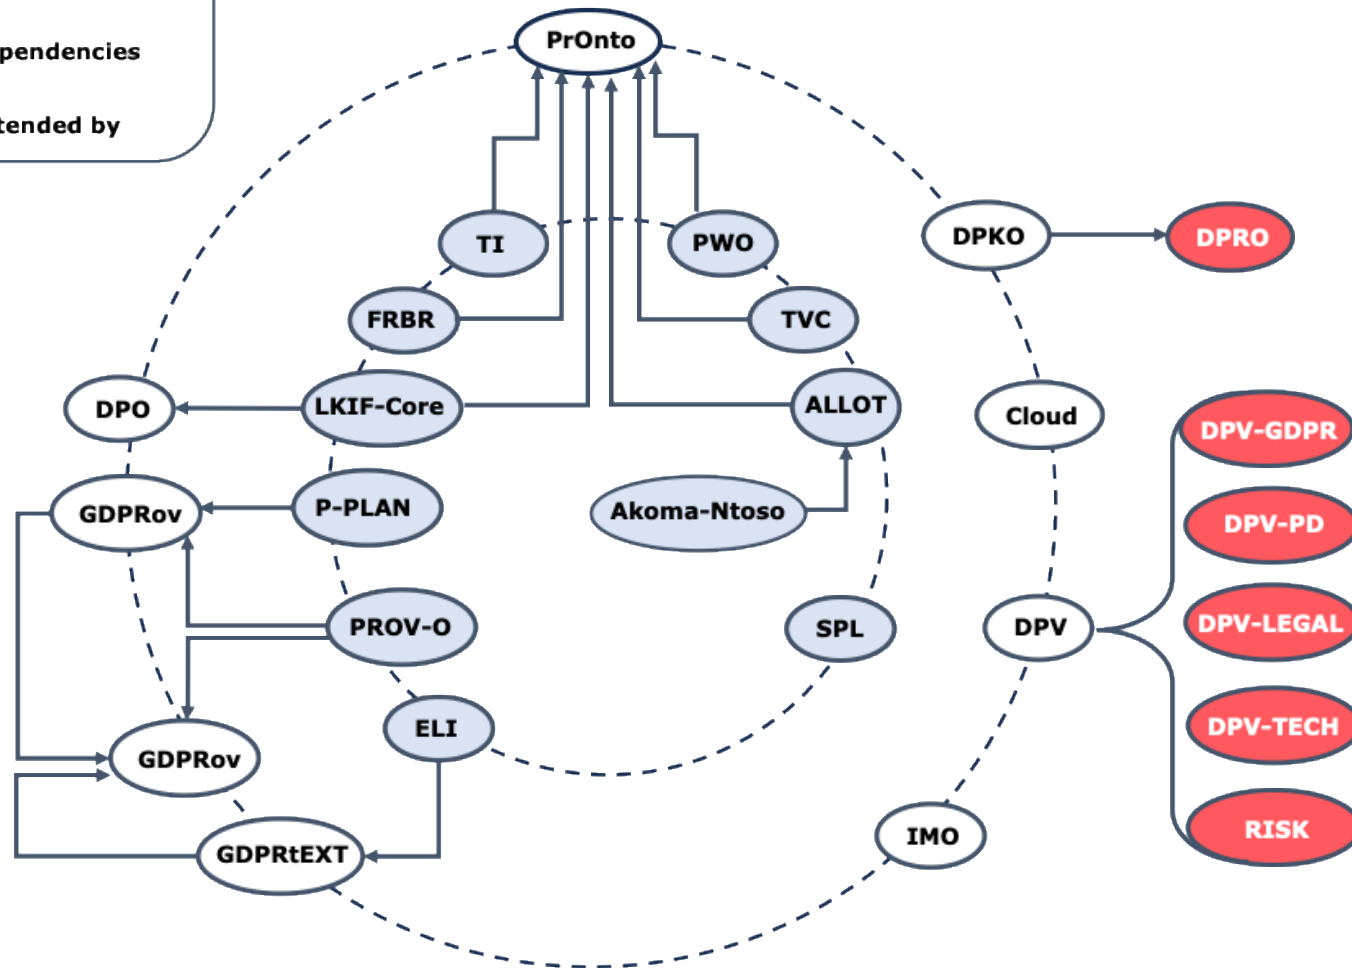 PrOnto
pendencies
tended by
TI
PWO
DPKO
DPRO
FRBR
TVC
DPO
LKIF-Core
ALLOT
Cloud
DPV-GDPR
GDPRov
P-PLAN
Akoma-Ntoso
DPV-PD
PROV-O
SPL
DPV
DPV-LEGAL
ELI
DPV-TECH
GDPRov
GDPRtEXT
IMO
RISK